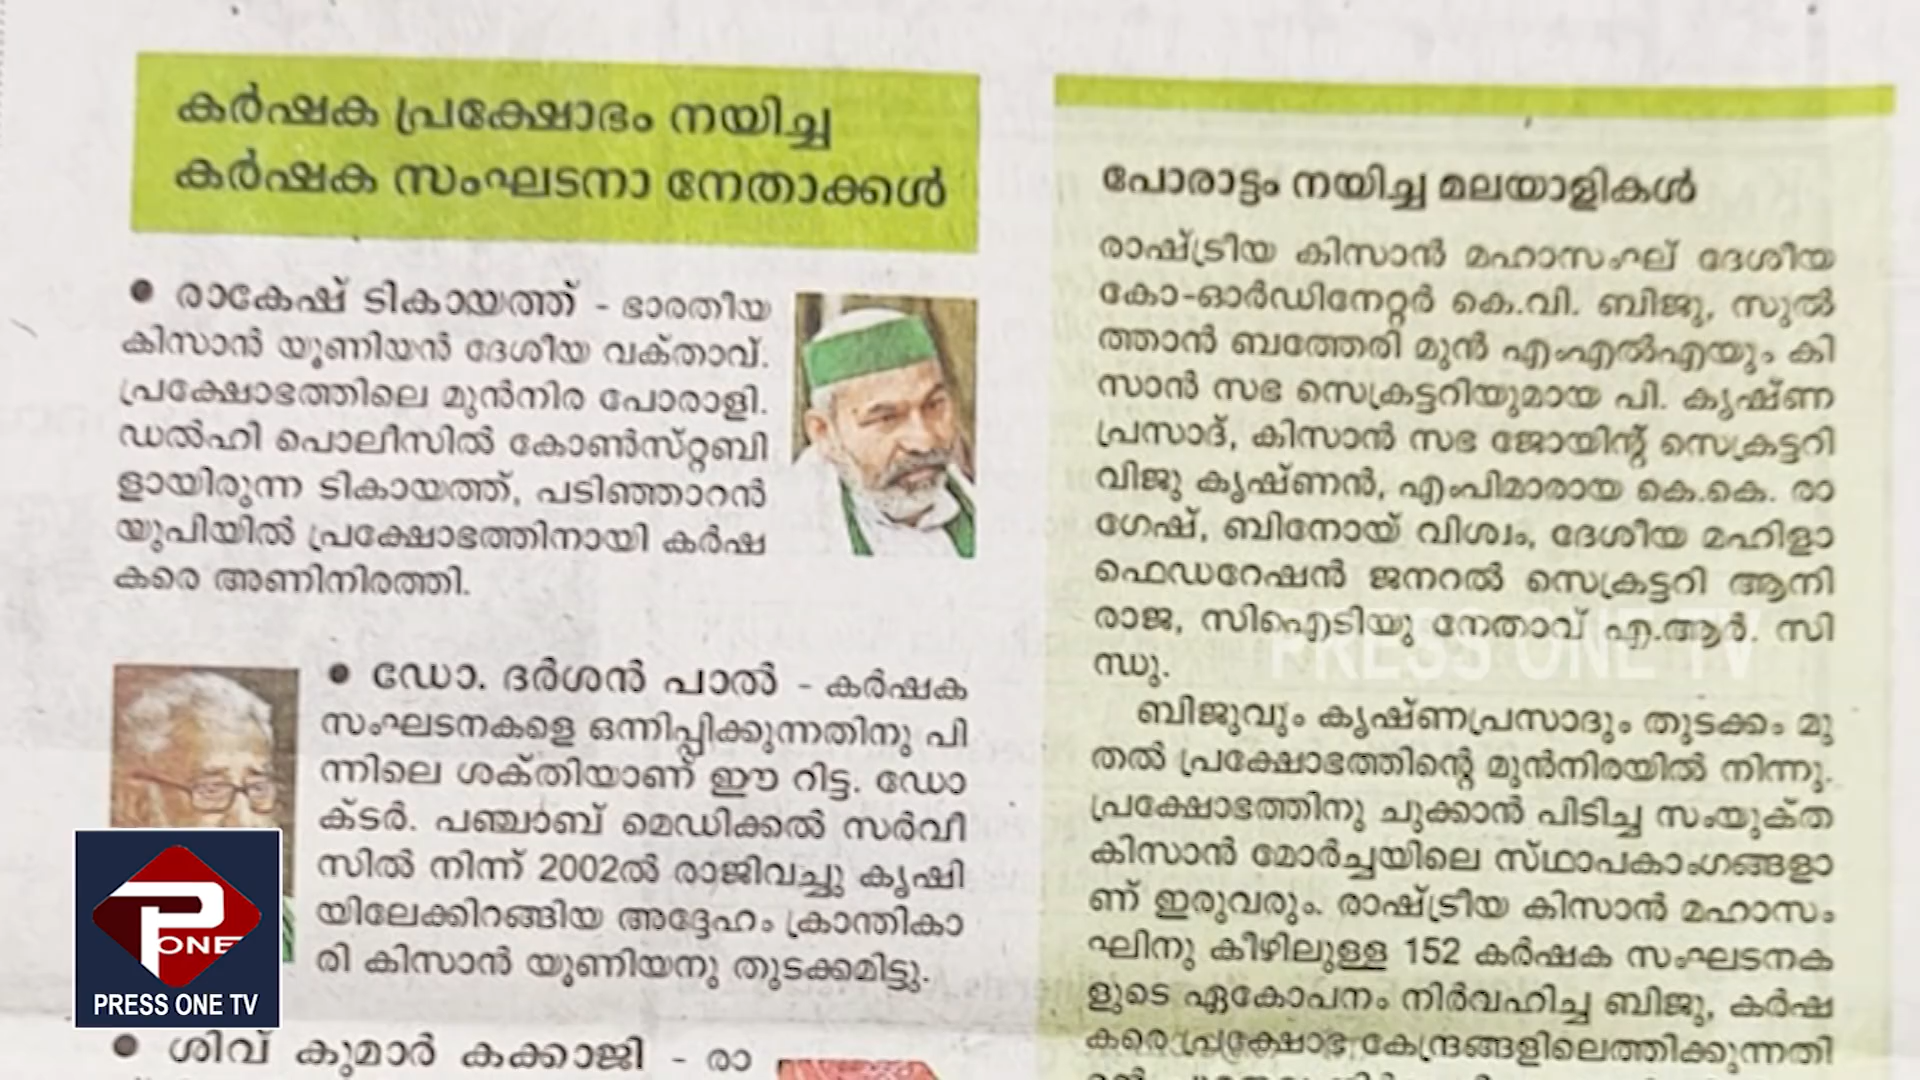 കർഷക പ്രക്ഷോഭം നയിച്ച
കർഷക സംഘടനാ നേതാക്കൾ
● രാകേഷ് ടികായത്ത് - ഭാരതീയ
കിസാൻ യൂണിയൻ ദേശീയ വക്താവ്.
പ്രക്ഷോഭത്തിലെ മുൻനിര പോരാളി.
ഡൽഹി പൊലീസിൽ കോൺസ്റ്റബി
ളായിരുന്ന ടികായത്ത്, പടിഞ്ഞാറൻ
യുപിയിൽ പ്രക്ഷോഭത്തിനായി കർഷ
കരെ അണിനിരത്തി.
● ഡോ. ദർശൻ പാൽ - കർഷക
സംഘടനകളെ ഒന്നിപ്പിക്കുന്നതിനു പി
ന്നിലെ ശക്തിയാണ് ഈ റിട്ട. ഡോ
ക്ടർ. പഞ്ചാബ് മെഡിക്കൽ സർവീ
സിൽ നിന്ന് 2002ൽ രാജിവച്ചു കൃഷി
യിലേക്കിറങ്ങിയ അദ്ദേഹം ക്രാന്തികാ
രി കിസാൻ യൂണിയനു തുടക്കമിട്ടു.
● ശിവ് കുമാർ കക്കാജി - രാ
പോരാട്ടം നയിച്ച മലയാളികൾ
രാഷ്ട്രീയ കിസാൻ മഹാസംഘ് ദേശീയ
കോ-ഓർഡിനേറ്റർ കെ.വി. ബിജു, സുൽ
ത്താൻ ബത്തേരി മുൻ എംഎൽഎയും കി
സാൻ സഭ സെക്രട്ടറിയുമായ പി. കൃഷ്ണ
പ്രസാദ്, കിസാൻ സഭ ജോയിന്റ് സെക്രട്ടറി
വിജു കൃഷ്ണൻ, എംപിമാരായ കെ.കെ. രാ
ഗേഷ്, ബിനോയ് വിശ്വം, ദേശീയ മഹിളാ
ഫെഡറേഷൻ ജനറൽ സെക്രട്ടറി ആനി
രാജ, സിഐടിയു നേതാവ് എ.ആർ. സി
ന്ധു.
ബിജുവും കൃഷ്ണപ്രസാദും തുടക്കം മു
തൽ പ്രക്ഷോഭത്തിന്റെ മുൻനിരയിൽ നിന്നു.
പ്രക്ഷോഭത്തിനു ചുക്കാൻ പിടിച്ച സംയുക്ത
കിസാൻ മോർച്ചയിലെ സ്ഥാപകാംഗങ്ങളാ
ണ് ഇരുവരും. രാഷ്ട്രീയ കിസാൻ മഹാസം
ഘിനു കീഴിലുള്ള 152 കർഷക സംഘടനക
ളുടെ ഏകോപനം നിർവഹിച്ച ബിജു, കർഷ
കരെ പ്രക്ഷോഭ കേന്ദ്രങ്ങളിലെത്തിക്കുന്നതി
PRESS ONE TV
P ONE
PRESS ONE TV